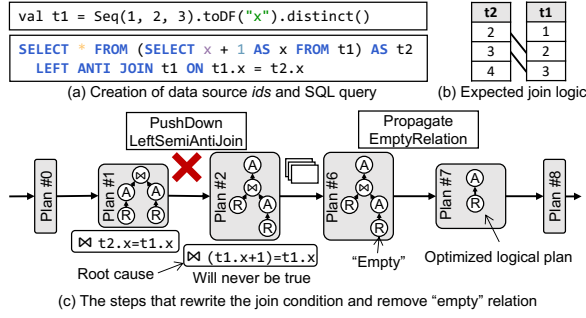 val t1 = Seq(1, 2, 3).toDF("x").distinct()
SELECT * FROM (SELECT x + 1 AS x FROM t1) AS t2
LEFT ANTI JOIN t1 ON t1.x = t2.x
(a) Creation of data source ids and SQL query
t2 t1
2 1
3 2
4 3
(b) Expected join logic
PushDown
LeftSemiAntiJoin
Propagate
EmptyRelation
Plan #0
Plan #1
⋈
A A
R R
Plan #2
A
⋈
R A
R
Plan #6
A
⋈
R A
R
Plan #7
A
R
Plan #8
⋈ t2.x=t1.x
⋈ (t1.x+1)=t1.x
Root cause
Will never be true
"Empty"
Optimized logical plan
(c) The steps that rewrite the join condition and remove "empty" relation